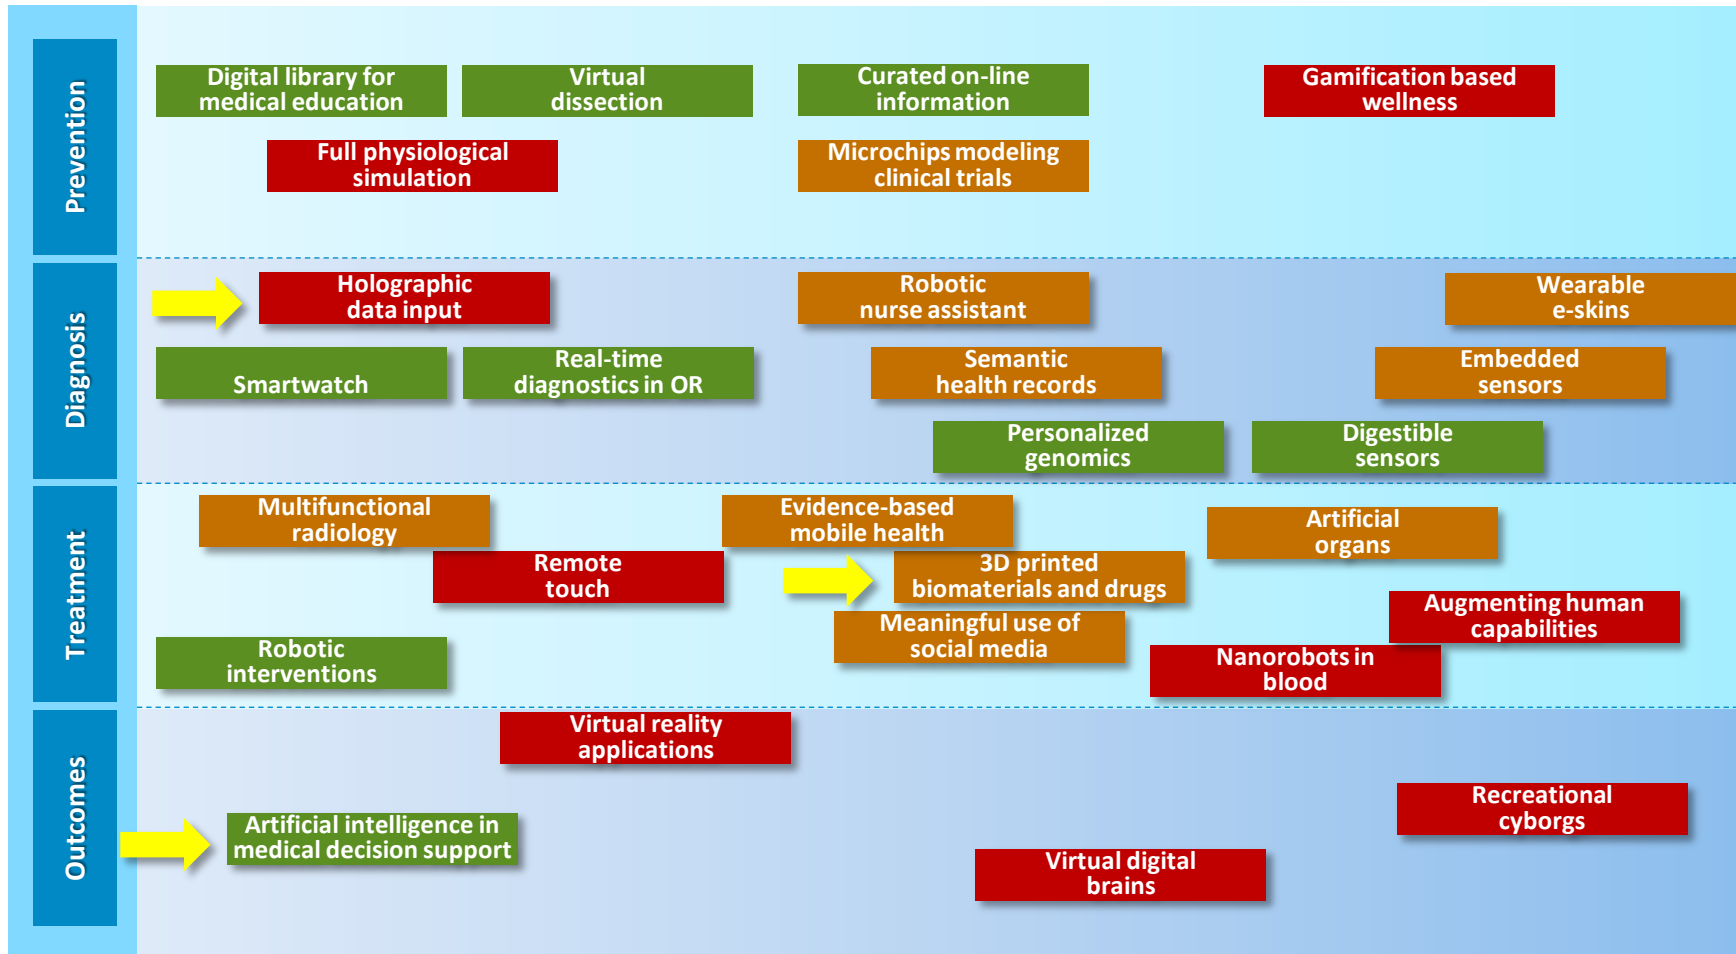 Prevention
Digital library for
medical education
Virtual
dissection
Curated on-line
information
Gamification based
wellness
Full physiological
simulation
Microchips modeling
clinical trials
Diagnosis
Holographic
data input
Robotic
nurse assistant
Wearable
e-skins
Smartwatch
Real-time
diagnostics in OR
Semantic
health records
Embedded
sensors
Personalized
genomics
Digestible
sensors
Treatment
Multifunctional
radiology
Evidence-based
mobile health
Artificial
organs
Remote
touch
3D printed
biomaterials and drugs
Augmenting human
capabilities
Meaningful use of
social media
Robotic
interventions
Nanorobots in
blood
Outcomes
Virtual reality
applications
Recreational
cyborgs
Artificial intelligence in
medical decision support
Virtual digital
brains